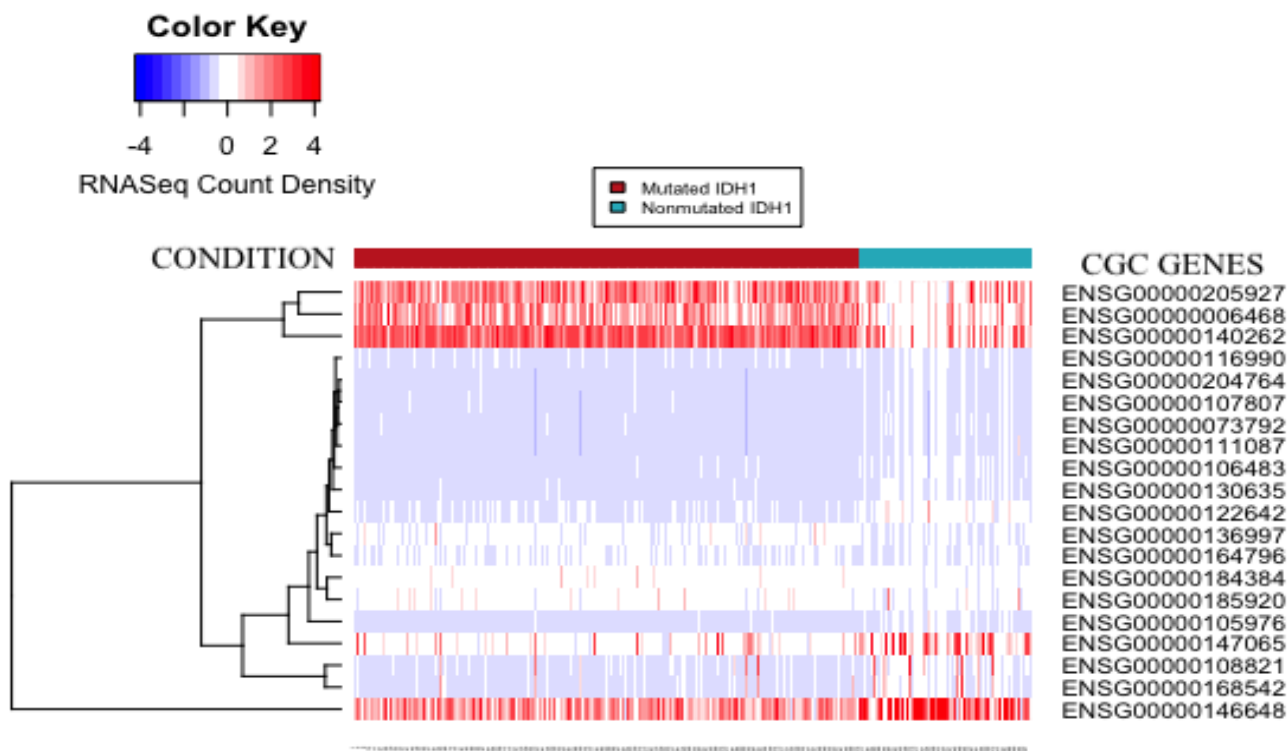 Color Key
-4 0 2 4
RNASeq Count Density
Mutated IDH1
Nonmutated IDH1
CONDITION
CGC GENES
ENSG00000205927
ENSG00000006468
ENSG00000140262
ENSG00000116990
ENSG00000204764
ENSG00000107807
ENSG00000073792
ENSG00000111087
ENSG00000106483
ENSG00000130635
ENSG00000122642
ENSG00000136997
ENSG00000164796
ENSG00000184384
ENSG00000185920
ENSG00000105976
ENSG00000147065
ENSG00000108821
ENSG00000168542
ENSG00000146648